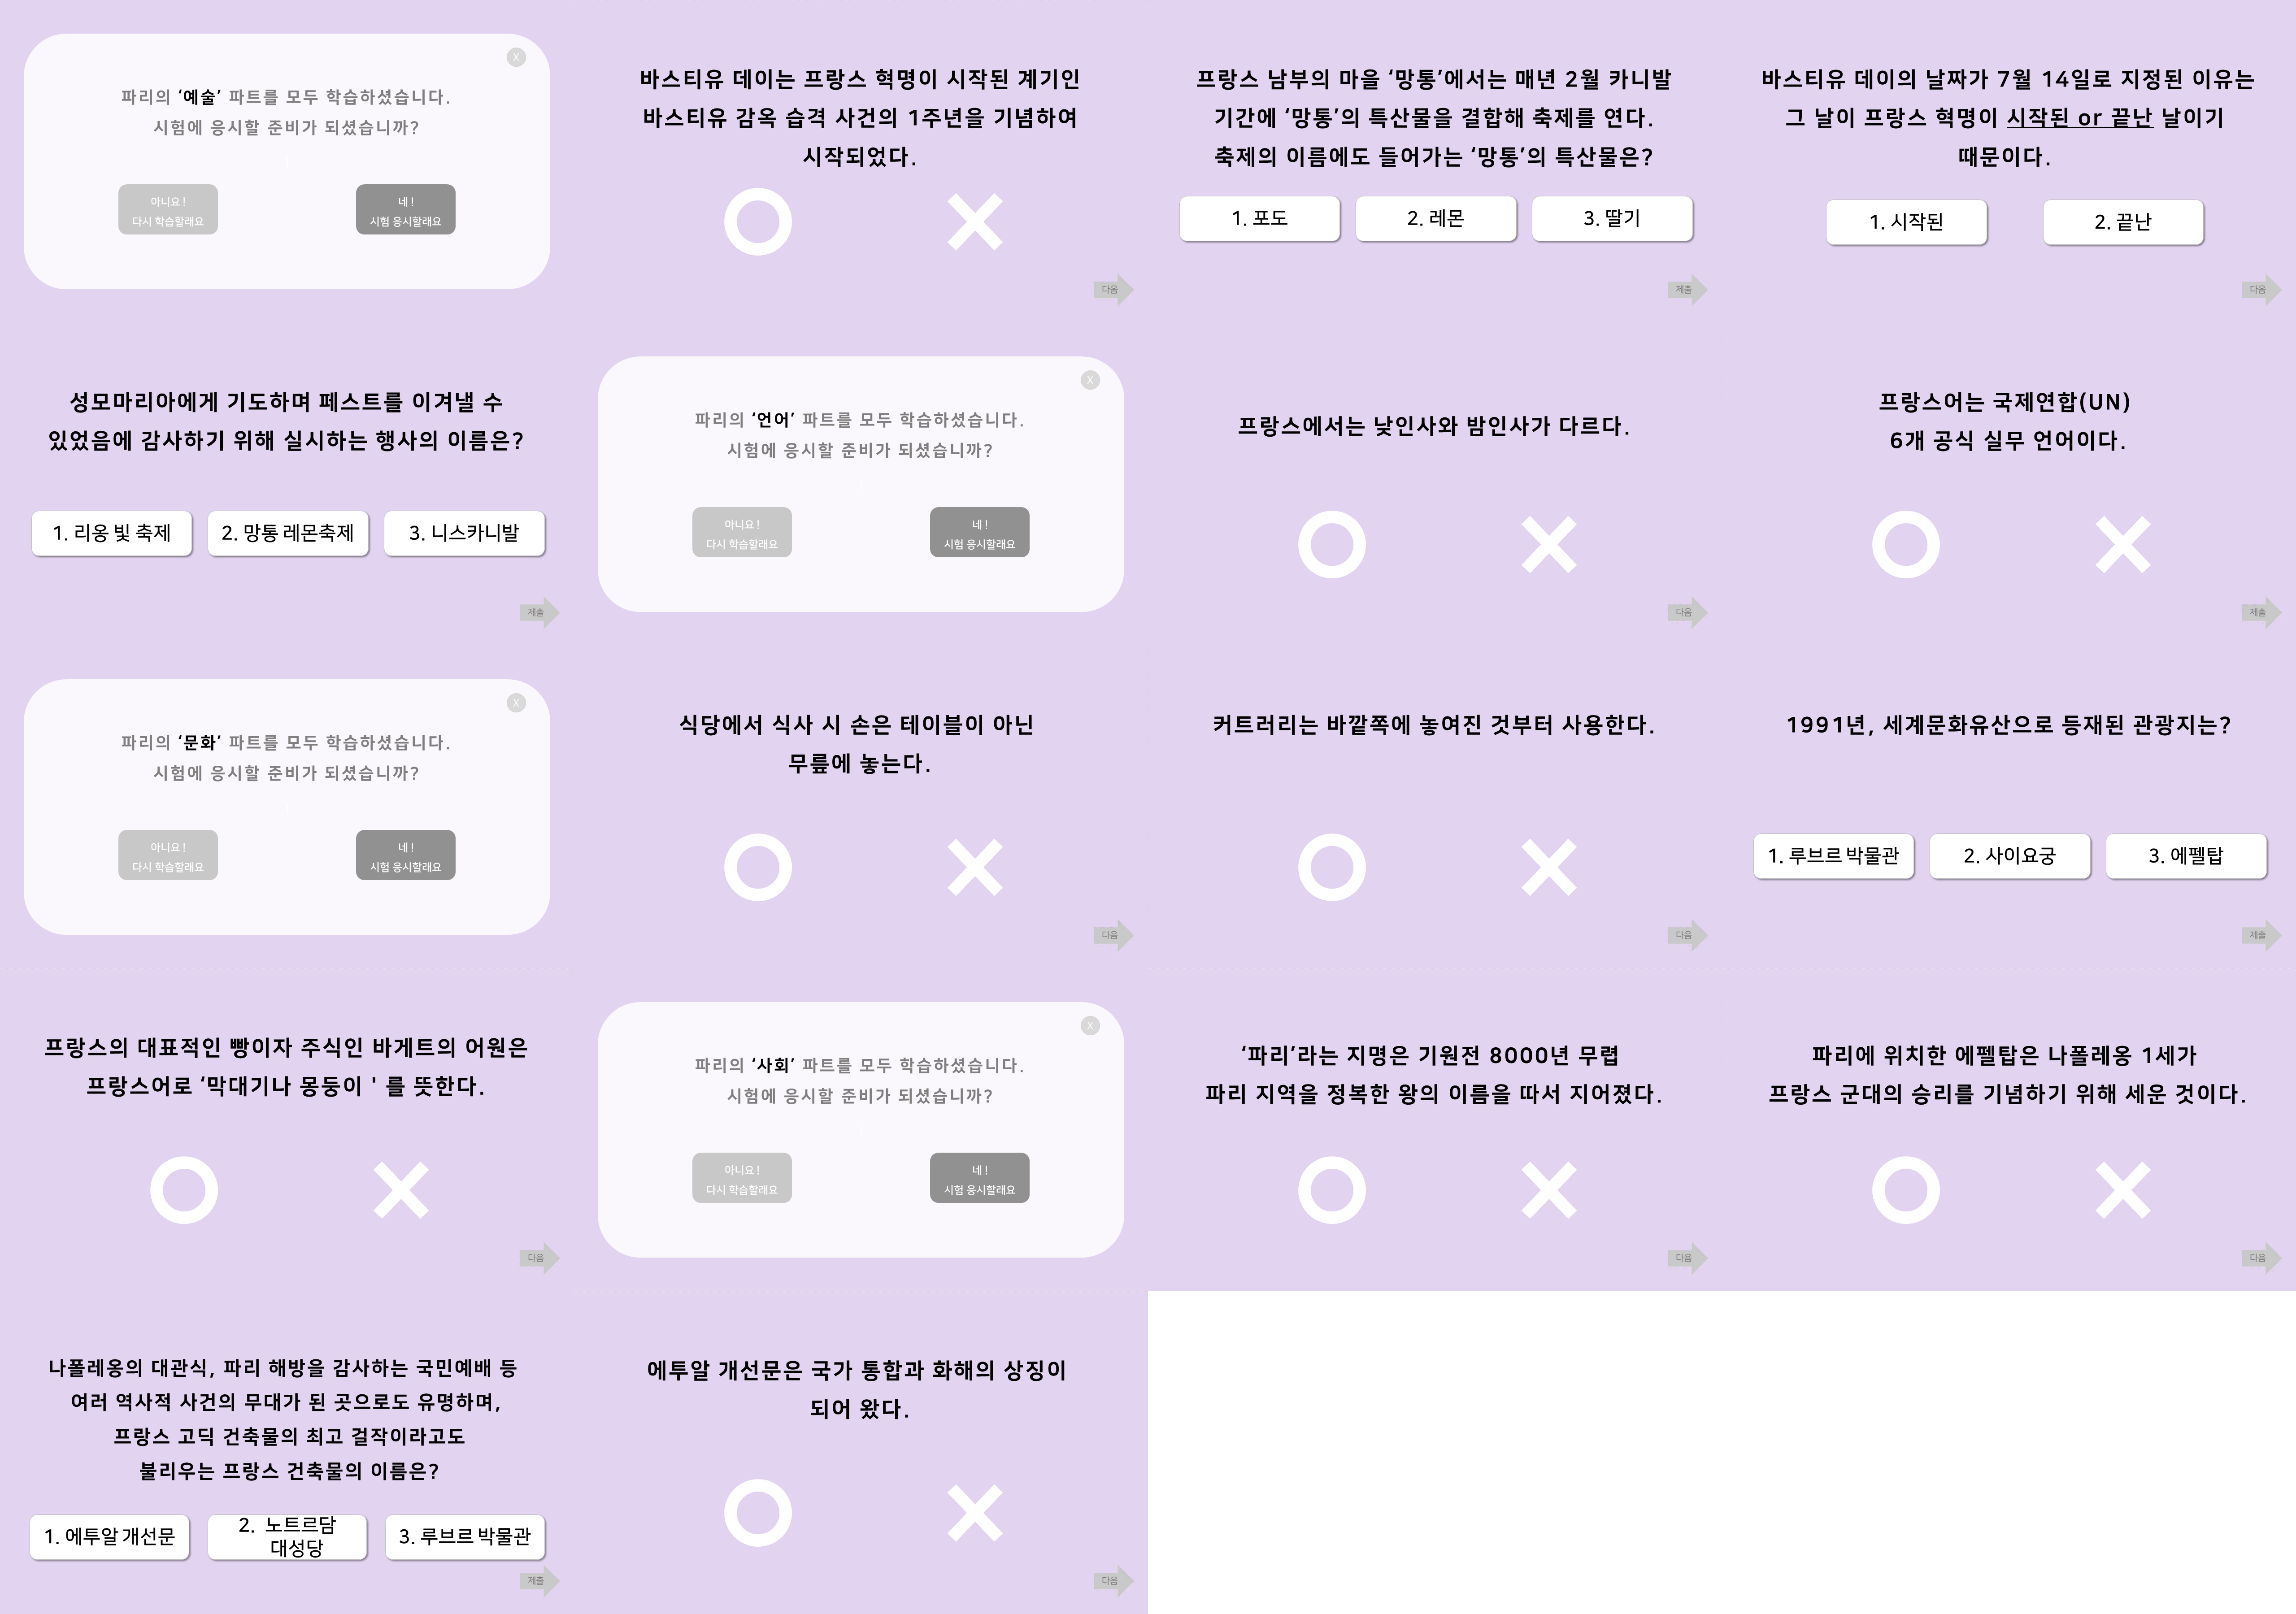 X
파리의 ‘예술’ 파트를 모두 학습하셨습니다.
시험에 응시할 준비가 되셨습니까?
아니요 !
다시 학습할래요
네 !
시험 응시할래요
바스티유 데이는 프랑스 혁명이 시작된 계기인
바스티유 감옥 습격 사건의 1주년을 기념하여
시작되었다.
다음
프랑스 남부의 마을 ‘망통’에서는 매년 2월 카니발
기간에 ‘망통’의 특산물을 결합해 축제를 연다.
축제의 이름에도 들어가는 ‘망통’의 특산물은?
1. 포도
2. 레몬
3. 딸기
제출
바스티유 데이의 날짜가 7월 14일로 지정된 이유는
그 날이 프랑스 혁명이 시작된 or 끝난 날이기
때문이다.
1. 시작된
2. 끝난
다음
성모마리아에게 기도하며 페스트를 이겨낼 수
있었음에 감사하기 위해 실시하는 행사의 이름은?
1. 리옹 빛 축제
2. 망통 레몬축제
3. 니스카니발
제출
X
파리의 ‘언어’ 파트를 모두 학습하셨습니다.
시험에 응시할 준비가 되셨습니까?
아니요 !
다시 학습할래요
네 !
시험 응시할래요
프랑스에서는 낮인사와 밤인사가 다르다.
다음
프랑스어는 국제연합(UN)
6개 공식 실무 언어이다.
제출
X
파리의 ‘문화’ 파트를 모두 학습하셨습니다.
시험에 응시할 준비가 되셨습니까?
아니요 !
다시 학습할래요
네 !
시험 응시할래요
식당에서 식사 시 손은 테이블이 아닌
무릎에 놓는다.
다음
커트러리는 바깥쪽에 놓여진 것부터 사용한다.
다음
1991년, 세계문화유산으로 등재된 관광지는?
1. 루브르 박물관
2. 사이요궁
3. 에펠탑
제출
프랑스의 대표적인 빵이자 주식인 바게트의 어원은
프랑스어로 ‘막대기나 몽둥이 ' 를 뜻한다.
다음
X
파리의 ‘사회’ 파트를 모두 학습하셨습니다.
시험에 응시할 준비가 되셨습니까?
아니요 !
다시 학습할래요
네 !
시험 응시할래요
‘파리’라는 지명은 기원전 8000년 무렵
파리 지역을 정복한 왕의 이름을 따서 지어졌다.
다음
파리에 위치한 에펠탑은 나폴레옹 1세가
프랑스 군대의 승리를 기념하기 위해 세운 것이다.
다음
나폴레옹의 대관식, 파리 해방을 감사하는 국민예배 등
여러 역사적 사건의 무대가 된 곳으로도 유명하며,
프랑스 고딕 건축물의 최고 걸작이라고도
불리우는 프랑스 건축물의 이름은?
1. 에투알 개선문
2. 노트르담
대성당
3. 루브르 박물관
제출
에투알 개선문은 국가 통합과 화해의 상징이
되어 왔다.
다음